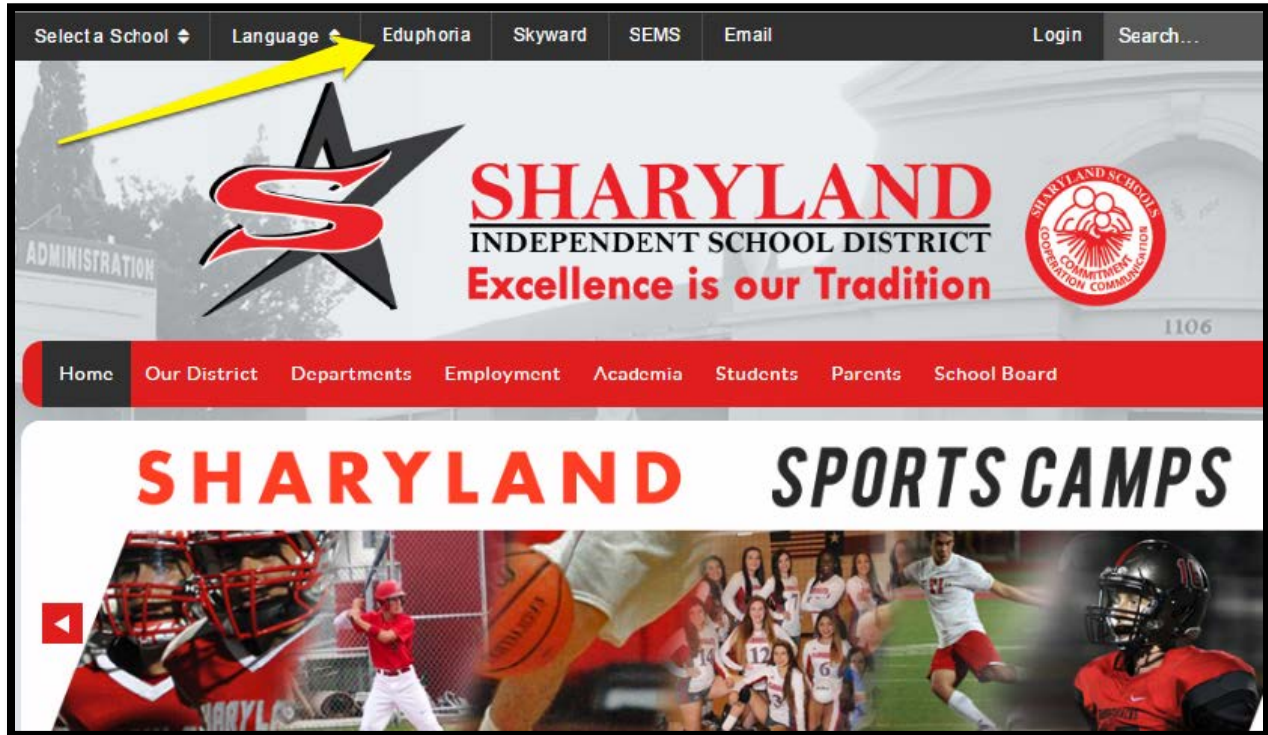 Select a School Language Eduphoria Skyward SEMS Email Login Search...
S
SHARYLAND
INDEPENDENT SCHOOL DISTRICT
Excellence is our Tradition
SHARYLAND SCHOOLS
COOPERATION COMMITMENT COMMUNICATION
ADMINISTRATION
1106
Home Our District Departments Employment Academia Students Parents School Board
SHARYLAND SPORTS CAMPS
14 12 6
10